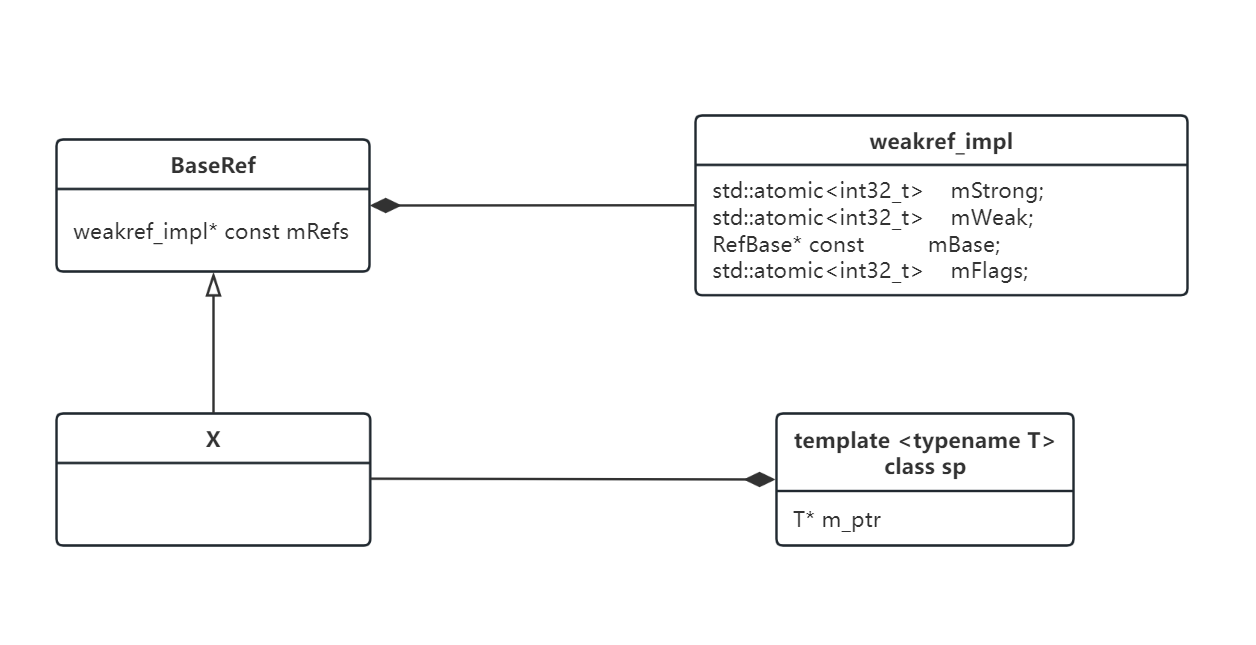 BaseRef
weakref_impl* const mRefs
weakref_impl
std::atomic<int32_t> mStrong;
std::atomic<int32_t> mWeak;
RefBase* const mBase;
std::atomic<int32_t> mFlags;
X
template <typename T>
class sp
T* m_ptr